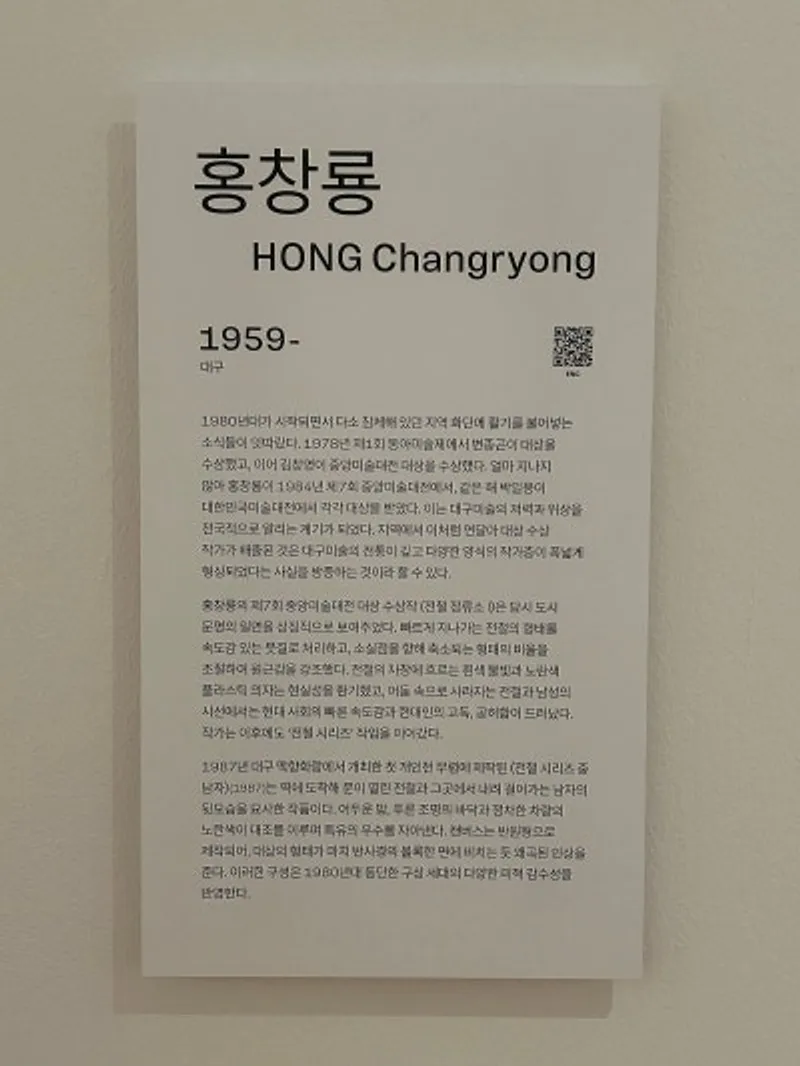 홍창룡
HONG Changryong
1959-
대구
ENG
1980년대가 시작되면서 다소 침체해 있던 지역 화단에 활기를 불어넣는
소식들이 잇따랐다. 1978년 제1회 동아미술제에서 변종곤이 대상을
수상했고, 이어 김창영이 중앙미술대전 대상을 수상했다. 얼마 지나지
않아 홍창룡이 1984년 제7회 중앙미술대전에서, 같은 해 박일용이
대한민국미술대전에서 각각 대상을 받았다. 이는 대구미술의 저력과 위상을
전국적으로 알리는 계기가 되었다. 지역에서 이처럼 연달아 대상 수상
작가가 배출된 것은 대구미술의 전통이 깊고 다양한 양식의 작가층이 폭넓게
형성되었다는 사실을 방증하는 것이라 할 수 있다.
홍창룡의 제7회 중앙미술대전 대상 수상작 〈전철 정류소 I〉은 당시 도시
문명의 일면을 상징적으로 보여주었다. 빠르게 지나가는 전철의 형태를
속도감 있는 붓질로 처리하고, 소실점을 향해 축소되는 형태의 비율을
조절하여 원근감을 강조했다. 전철의 차창에 흐르는 흰색 불빛과 노란색
플라스틱 의자는 현실성을 환기했고, 어둠 속으로 사라지는 전철과 남성의
시선에서는 현대 사회의 빠른 속도감과 현대인의 고독, 공허함이 드러났다.
작가는 이후에도 '전철 시리즈' 작업을 이어갔다.
1987년 대구 맥향화랑에서 개최한 첫 개인전 무렵에 제작된 〈전철 시리즈 중
남자〉(1987)는 역에 도착해 문이 열린 전철과 그곳에서 내려 걸어가는 남자의
뒷모습을 묘사한 작품이다. 어두운 밤, 푸른 조명의 바닥과 정차한 차량의
노란색이 대조를 이루며 특유의 우수를 자아낸다. 캔버스는 반원형으로
제작되어, 대상의 형태가 마치 반사경의 볼록한 면에 비치는 듯 왜곡된 인상을
준다. 이러한 구성은 1980년대 등단한 구상 세대의 다양한 미적 감수성을
반영한다.